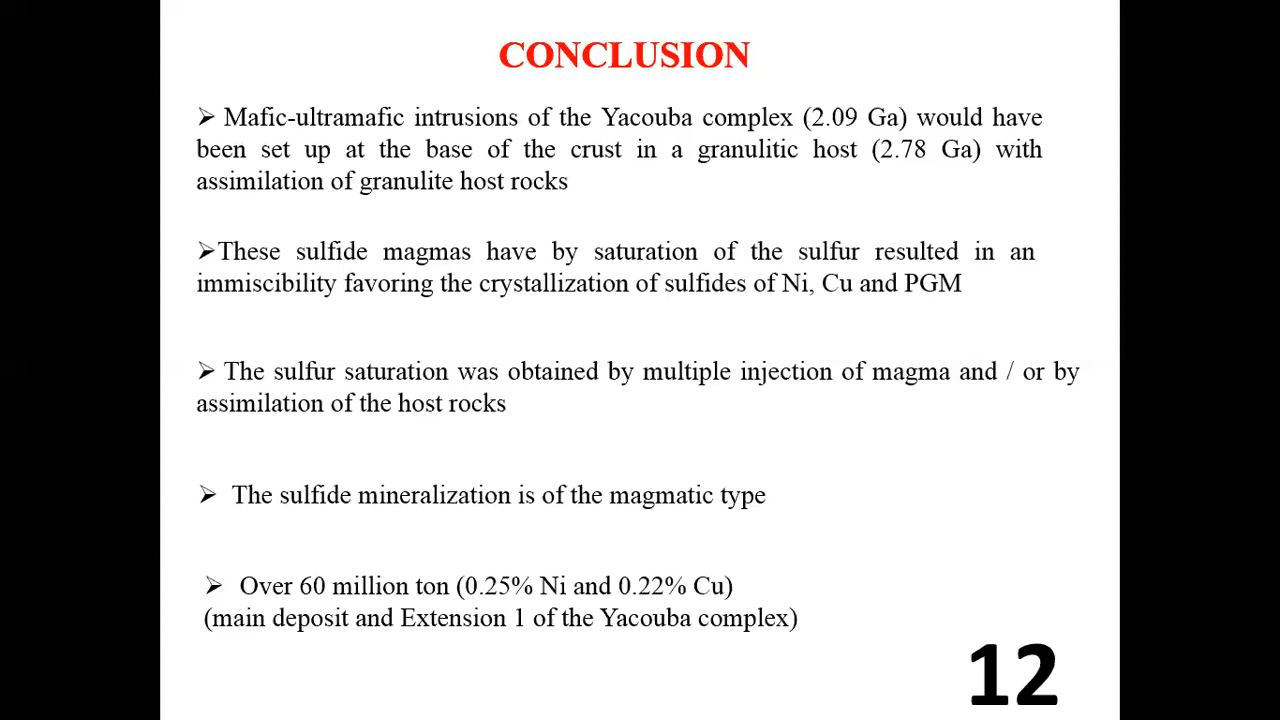 CONCLUSION
➢ Mafic-ultramafic intrusions of the Yacouba complex (2.09 Ga) would have
been set up at the base of the crust in a granulitic host (2.78 Ga) with
assimilation of granulite host rocks
➢These sulfide magmas have by saturation of the sulfur resulted in an
immiscibility favoring the crystallization of sulfides of Ni, Cu and PGM
➢ The sulfur saturation was obtained by multiple injection of magma and / or by
assimilation of the host rocks
➢ The sulfide mineralization is of the magmatic type
➢ Over 60 million ton (0.25% Ni and 0.22% Cu)
(main deposit and Extension 1 of the Yacouba complex)
12